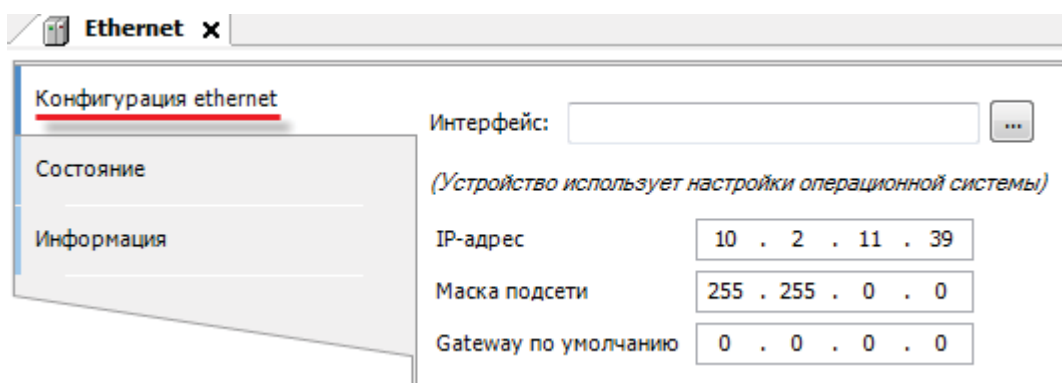 Ethernet x
Конфигурация ethernet
Состояние
Информация
Интерфейс: ...
(Устройство использует настройки операционной системы)
IP-адрес 10 . 2 . 11 . 39
Маска подсети 255 . 255 . 0 . 0
Gateway по умолчанию 0 . 0 . 0 . 0